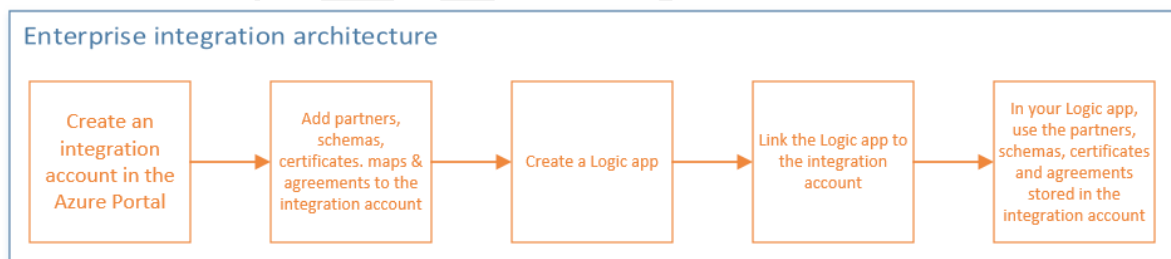 Enterprise integration architecture
Create an
integration
account in the
Azure Portal
Add partners,
schemas,
certificates. maps &
agreements to the
integration account
Create a Logic app
Link the Logic app to
the integration
account
In your Logic app,
use the partners,
schemas, certificates
and agreements
stored in the
integration account